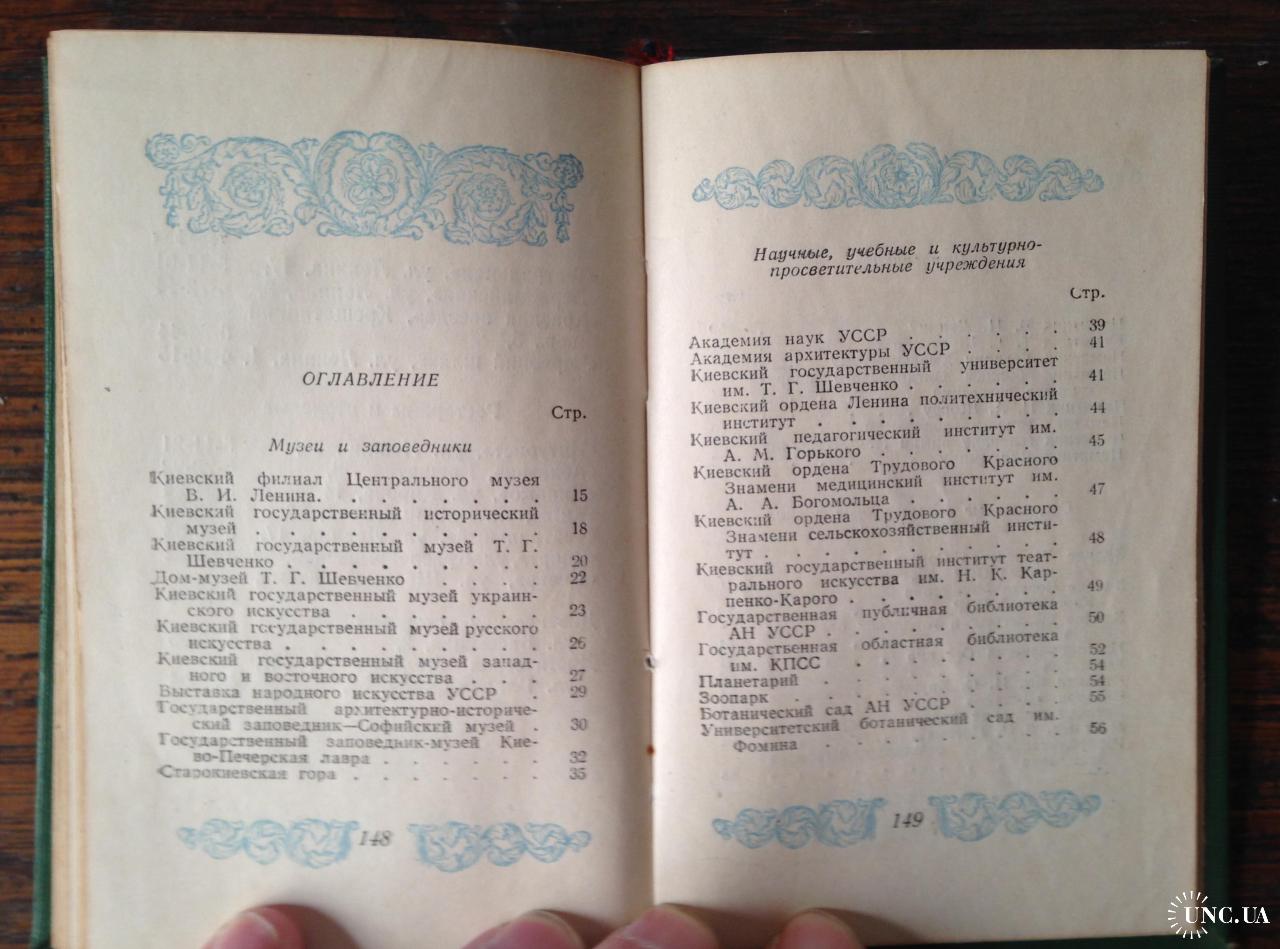 ОГЛАВЛЕНИЕ
Стр.
Музеи и заповедники
Киевский филиал Центрального музея
В. И. Ленина. . . . . . . . 15
Киевский государственный исторический
музей . . . . . . . . . . 18
Киевский государственный музей Т. Г.
Шевченко . . . . . . . . . 20
Дом-музей Т. Г. Шевченко . . . . 22
Киевский государственный музей украин-
ского искусства . . . . . . . 23
Киевский государственный музей русского
искусства . . . . . . . . . 26
Киевский государственный музей запад-
ного и восточного искусства . . . 27
Выставка народного искусства УССР . 29
Государственный архитектурно-историче-
ский заповедник—Софийский музей . 30
Государственный заповедник-музей Кие-
во-Печерская лавра . . . . . . 32
Старокиевская гора . . . . . . 35
148
Научные, учебные и культурно-
просветительные учреждения
Стр.
Академия наук УССР . . . . . . 39
Академия архитектуры УССР . . . . 41
Киевский государственный университет
им. Т. Г. Шевченко . . . . . . 41
Киевский ордена Ленина политехнический
институт . . . . . . . . . 44
Киевский педагогический институт им.
А. М. Горького . . . . . . . 45
Киевский ордена Трудового Красного
Знамени медицинский институт им.
А. А. Богомольца . . . . . . 47
Киевский ордена Трудового Красного
Знамени сельскохозяйственный инсти-
тут . . . . . . . . . . . 48
Киевский государственный институт теат-
рального искусства им. Н. К. Кар-
пенко-Карого . . . . . . . . 49
Государственная публичная библиотека
АН УССР . . . . . . . . . 50
Государственная областная библиотека
им. КПСС . . . . . . . . 52
Планетарий . . . . . . . . . 54
Зоопарк . . . . . . . . . . 54
Ботанический сад АН УССР . . . . 55
Университетский ботанический сад им.
Фомина . . . . . . . . . 56
149
UNC.UA